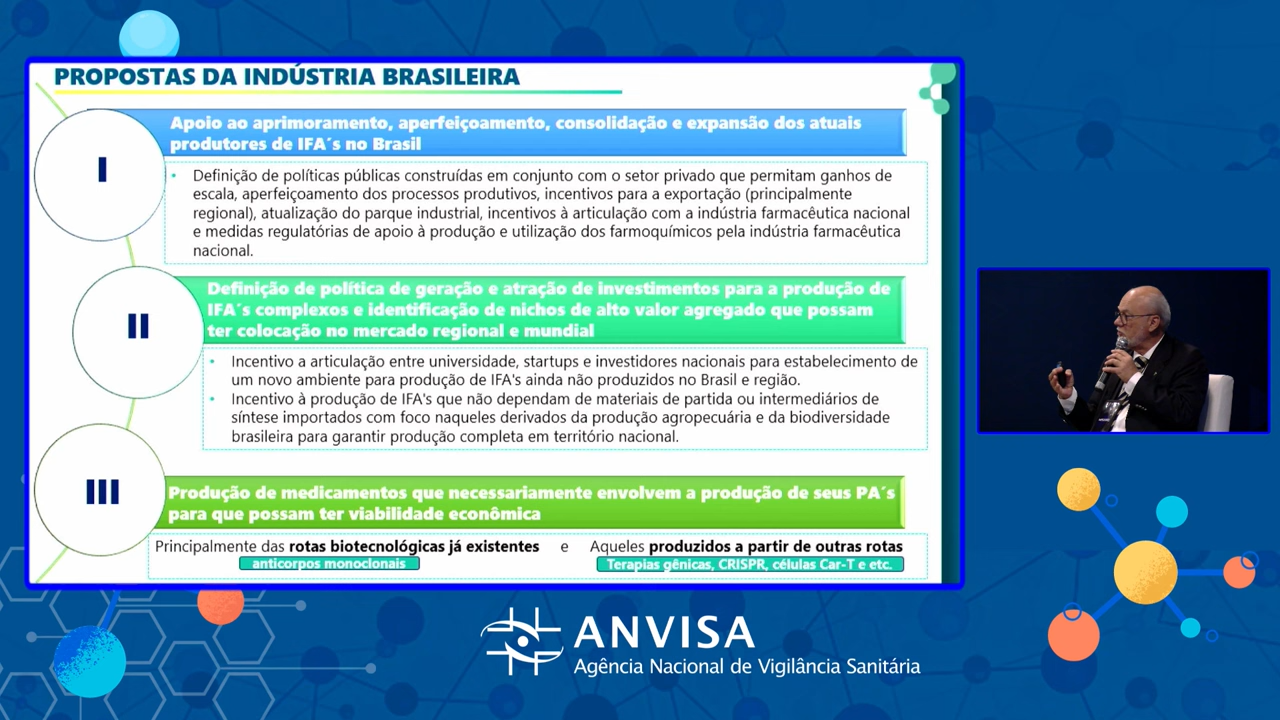 PROPOSTAS DA INDÚSTRIA BRASILEIRA
I
Apoio ao aprimoramento, aperfeiçoamento, consolidação e expansão dos atuais
produtores de IFA´s no Brasil
• Definição de políticas públicas construídas em conjunto com o setor privado que permitam ganhos de
escala, aperfeiçoamento dos processos produtivos, incentivos para a exportação (principalmente
regional), atualização do parque industrial, incentivos à articulação com a indústria farmacêutica nacional
e medidas regulatórias de apoio à produção e utilização dos farmoquímicos pela indústria farmacêutica
nacional.
II
Definição de política de geração e atração de investimentos para a produção de
IFA´s complexos e identificação de nichos de alto valor agregado que possam
ter colocação no mercado regional e mundial
• Incentivo a articulação entre universidade, startups e investidores nacionais para estabelecimento de
um novo ambiente para produção de IFA's ainda não produzidos no Brasil e região.
• Incentivo à produção de IFA's que não dependam de materiais de partida ou intermediários de
síntese importados com foco naqueles derivados da produção agropecuária e da biodiversidade
brasileira para garantir produção completa em território nacional.
III
Produção de medicamentos que necessariamente envolvem a produção de seus PA´s
para que possam ter viabilidade econômica
Principalmente das rotas biotecnológicas já existentes e Aqueles produzidos a partir de outras rotas
anticorpos monoclonais Terapias gênicas, CRISPR, células Car-T e etc.
ANVISA
Agência Nacional de Vigilância Sanitária